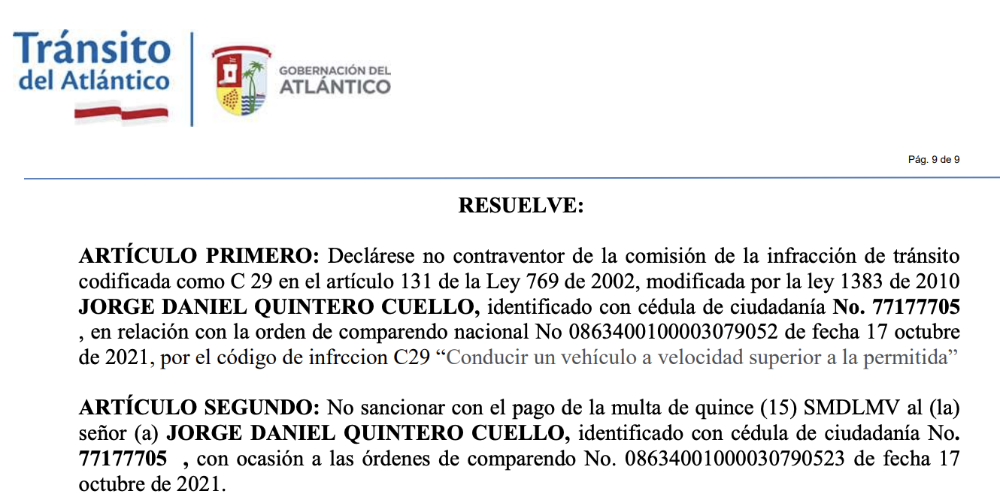 Tránsito
del Atlántico
GOBERNACIÓN DEL
ATLÁNTICO
Pág. 9 de 9
RESUELVE:
ARTÍCULO PRIMERO: Declárese no contraventor de la comisión de la infracción de tránsito
codificada como C 29 en el artículo 131 de la Ley 769 de 2002, modificada por la ley 1383 de 2010
JORGE DANIEL QUINTERO CUELLO, identificado con cédula de ciudadanía No. 77177705
, en relación con la orden de comparendo nacional No 0863400100003079052 de fecha 17 octubre
de 2021, por el código de infrccion C29 “Conducir un vehículo a velocidad superior a la permitida”
ARTÍCULO SEGUNDO: No sancionar con el pago de la multa de quince (15) SMDLMV al (la)
señor (a) JORGE DANIEL QUINTERO CUELLO, identificado con cédula de ciudadanía No.
77177705 , con ocasión a las órdenes de comparendo No. 08634001000030790523 de fecha 17
octubre de 2021.